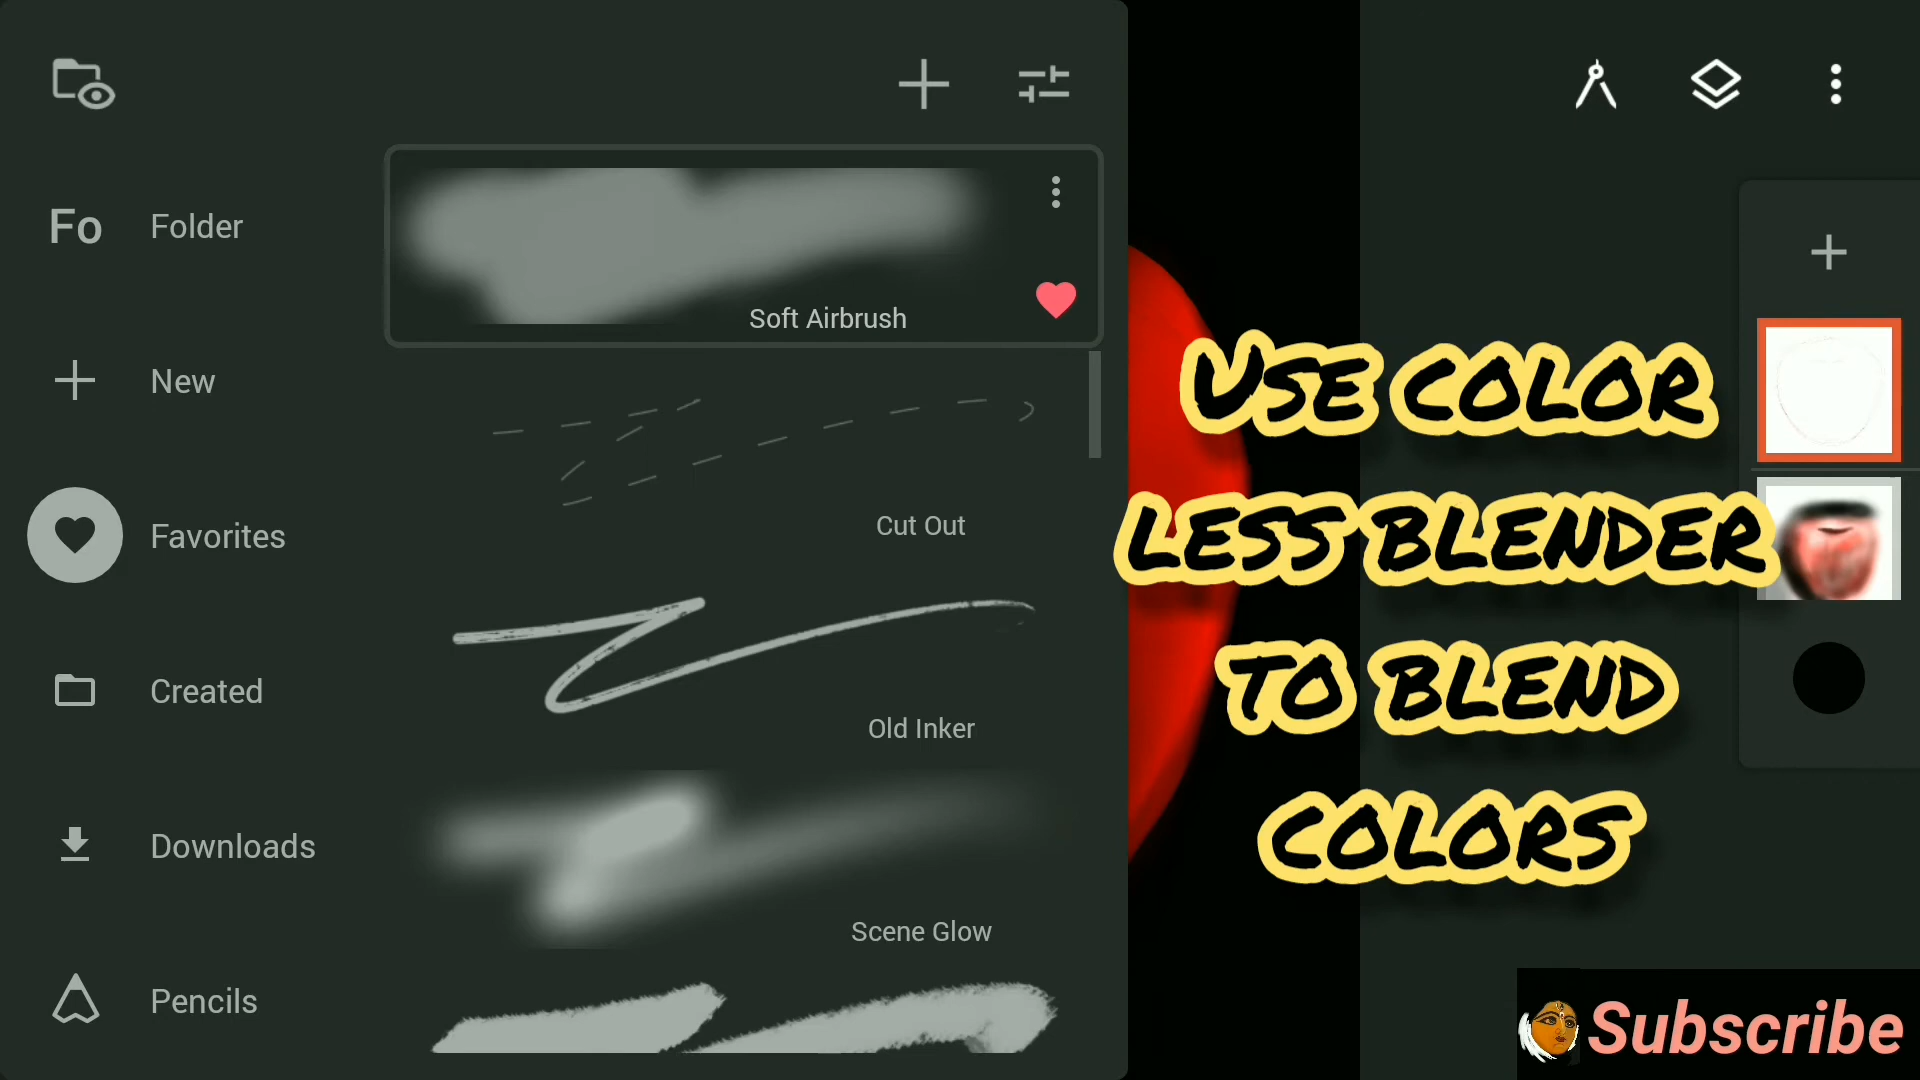 Fo Folder
New
Favorites
Created
Downloads
Pencils
Soft Airbrush
Cut Out
Old Inker
Scene Glow
USE COLOR
LESS BLENDER
TO BLEND
COLORS
Subscribe